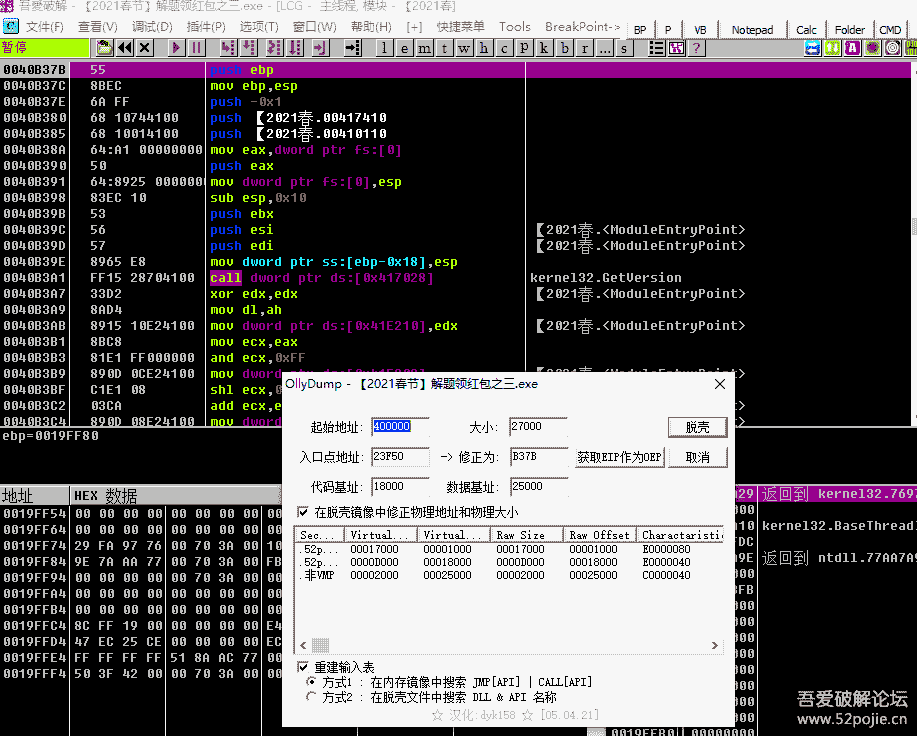 吾爱破解 - 【2021春节】解题领红包之三.exe - [LCG - 主线程, 模块 - 【2021春]
文件(F) 查看(V) 调试(D) 插件(P) 选项(T) 窗口(W) 帮助(H) [+] 快捷菜单 Tools BreakPoint-> BP P VB Notepad Calc Folder CMD
暂停 l e m t w h c p k b r ... s ?
0040B37B 55 push ebp
0040B37C 8BEC mov ebp,esp
0040B37E 6A FF push -0x1
0040B380 68 10744100 push 【2021春.00417410
0040B385 68 10014100 push 【2021春.00410110
0040B38A 64:A1 00000000 mov eax,dword ptr fs:[0]
0040B390 50 push eax
0040B391 64:8925 000000 mov dword ptr fs:[0],esp
0040B398 83EC 10 sub esp,0x10
0040B39B 53 push ebx
0040B39C 56 push esi 【2021春.<ModuleEntryPoint>
0040B39D 57 push edi 【2021春.<ModuleEntryPoint>
0040B39E 8965 E8 mov dword ptr ss:[ebp-0x18],esp
0040B3A1 FF15 28704100 call dword ptr ds:[0x417028] kernel32.GetVersion
0040B3A7 33D2 xor edx,edx 【2021春.<ModuleEntryPoint>
0040B3A9 8AD4 mov dl,ah
0040B3AB 8915 10E24100 mov dword ptr ds:[0x41E210],edx 【2021春.<ModuleEntryPoint>
0040B3B1 8BC8 mov ecx,eax
0040B3B3 81E1 FF000000 and ecx,0xFF
0040B3B9 890D 0CE24100 mov dword
0040B3BF C1E1 08 shl ecx,
0040B3C2 03CA add ecx,e
0040B3C4 890D 08E24100 mov dword
ebp=0019FF80
地址 HEX 数据
0019FF54 00 00 00 00 00 00 00 00 00
0019FF64 00 00 00 00 00 00 00 00 00
0019FF74 29 FA 97 76 00 70 3A 00 10
0019FF84 9E 7A AA 77 00 70 3A 00 FB
0019FF94 00 00 00 00 00 70 3A 00 00
0019FFA4 00 00 00 00 00 00 00 00 00
0019FFB4 00 00 00 00 00 00 00 00 00
0019FFC4 8C FF 19 00 00 00 00 00 E4
0019FFD4 47 EC 25 CE 00 00 00 00 EC
0019FFE4 FF FF FF FF 51 8A AC 77 00
0019FFF4 50 3F 42 00 00 70 3A 00 00
OllyDump - 【2021春节】解题领红包之三.exe
起始地址: 400000 大小: 27000 脱壳
入口点地址: 23F50 -> 修正为: B37B 获取EIP作为OEP 取消
代码基址: 18000 数据基址: 25000
在脱壳镜像中修正物理地址和物理大小
Sec... Virtual... Virtual... Raw Size Raw Offset Characteristi
.52p... 00017000 00001000 00017000 00001000 E0000080
.52p... 0000D000 00018000 0000D000 00018000 E0000040
.非VMP 00002000 00025000 00002000 00025000 C0000040
重建输入表
方式1 : 在内存镜像中搜索 JMP[API] | CALL[API]
方式2 : 在脱壳文件中搜索 DLL & API 名称
☆ 汉化:dyk158 ☆ [05.04.21]
返回到 kernel32.7697
kernel32.BaseThreadI
返回到 ntdll.77AA7A9
吾爱破解论坛
www.52pojie.cn